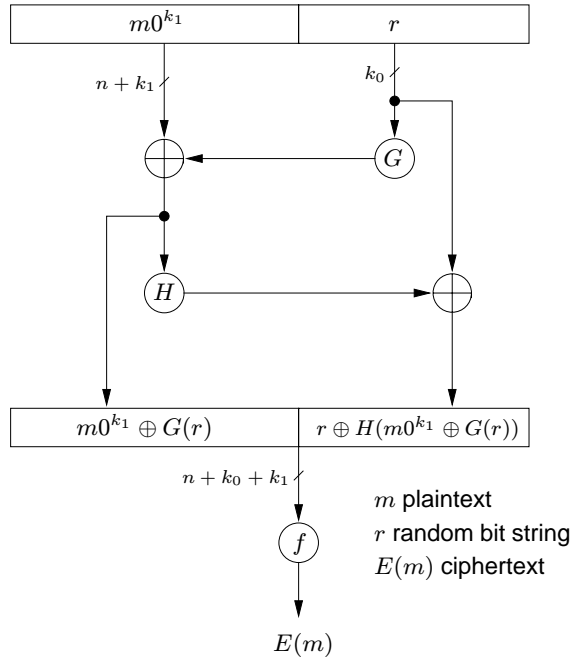 m0^{k_1} r
n + k_1 k_0
G
H
m0^{k_1} ⊕ G(r) r ⊕ H(m0^{k_1} ⊕ G(r))
n + k_0 + k_1
m plaintext
r random bit string
f
E(m) ciphertext
E(m)